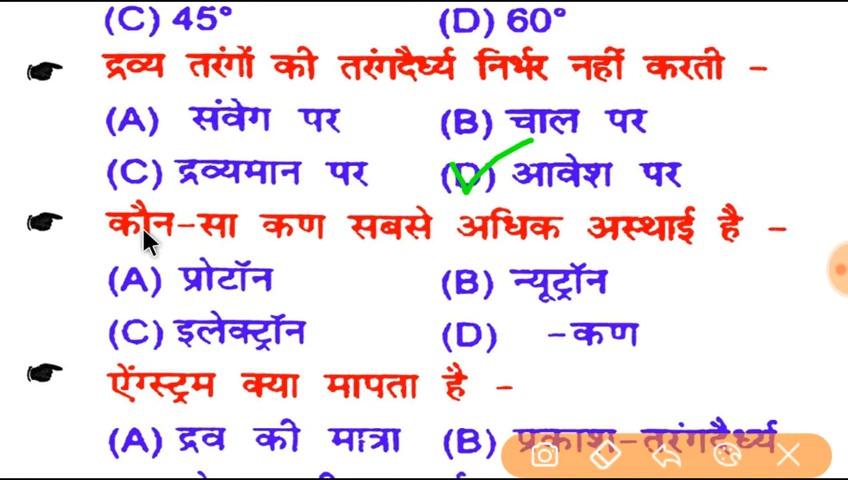 (C) 45° (D) 60°
द्रव्य तरंगों की तरंगदैर्ध्य निर्भर नहीं करती -
(A) संवेग पर (B) चाल पर
(C) द्रव्यमान पर (D) आवेश पर
कौन-सा कण सबसे अधिक अस्थाई है -
(A) प्रोटॉन (B) न्यूट्रॉन
(C) इलेक्ट्रॉन (D) -कण
ऐंग्स्ट्रम क्या मापता है -
(A) द्रव की मात्रा (B) प्रकाश-तरंगदैर्ध्य